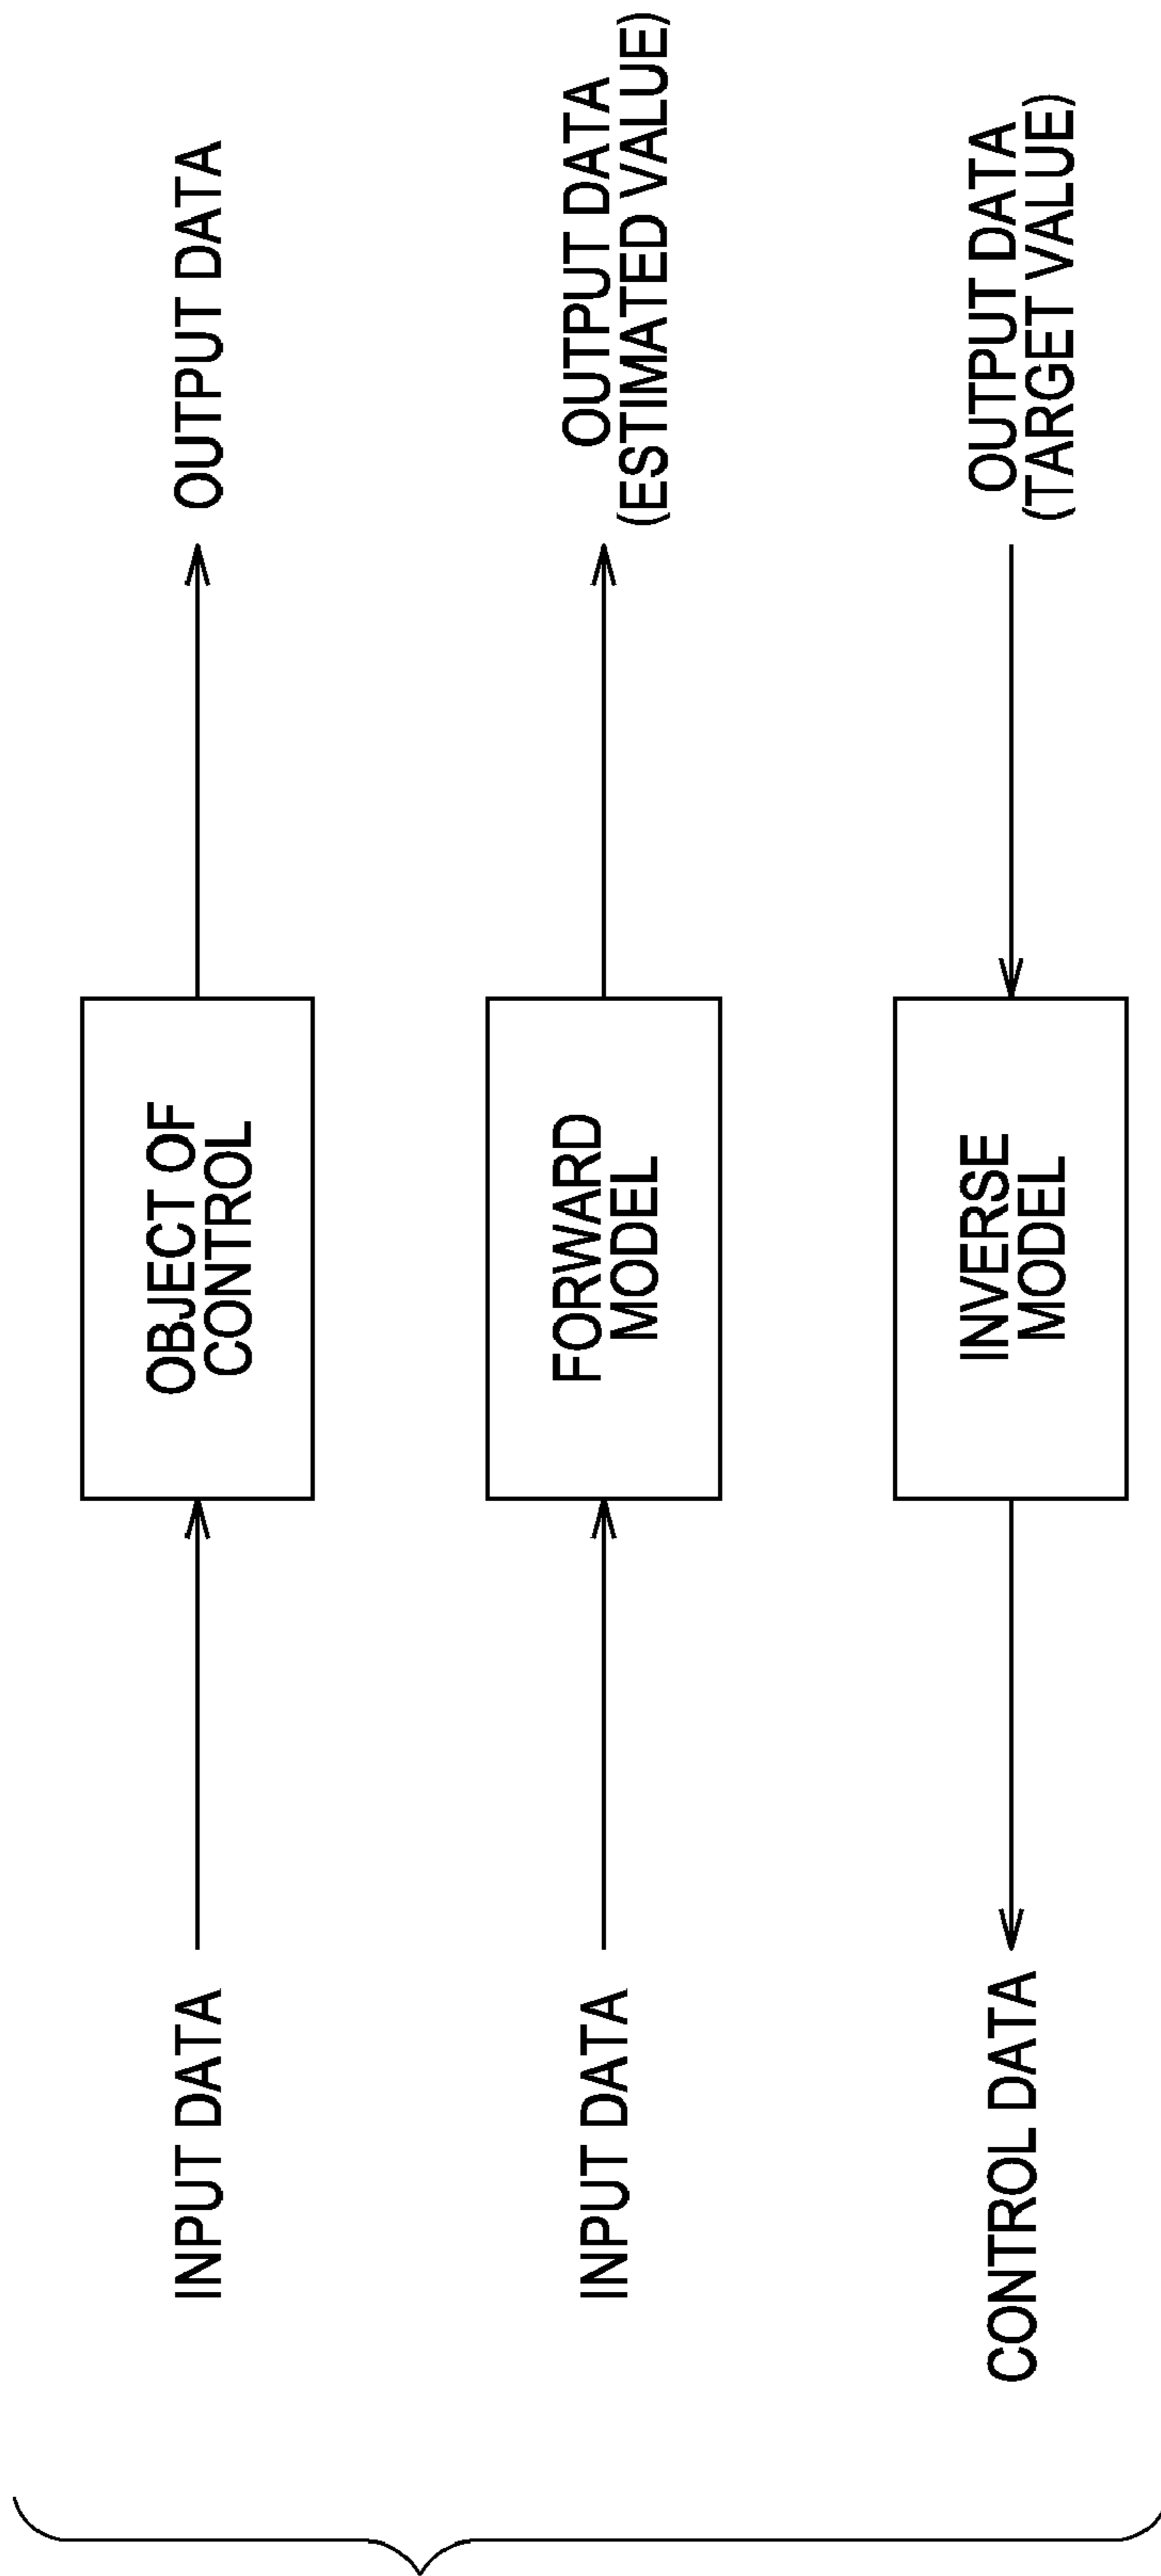 INPUT DATA
OBJECT OF
CONTROL
OUTPUT DATA
INPUT DATA
FORWARD
MODEL
OUTPUT DATA
(ESTIMATED VALUE)
CONTROL DATA
INVERSE
MODEL
OUTPUT DATA
(TARGET VALUE)